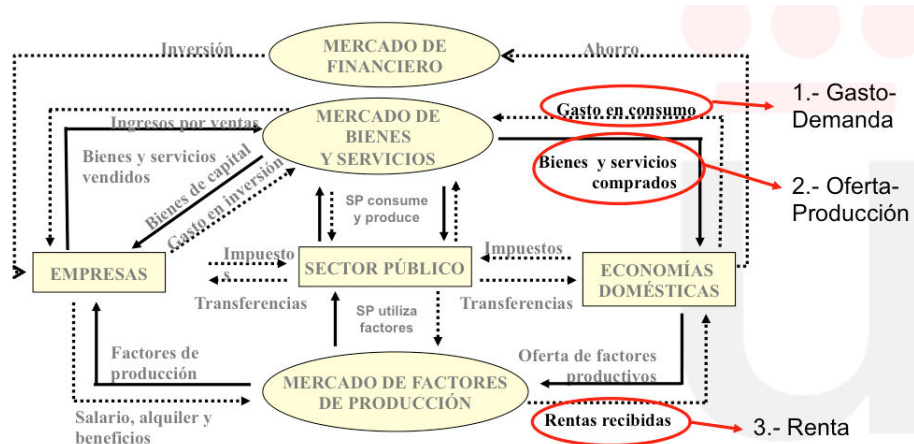 Inversión
MERCADO DE
FINANCIERO
Ahorro
Gasto en consumo
1.- Gasto-
Demanda
Ingresos por ventas
MERCADO DE
BIENES
Y SERVICIOS
Bienes y servicios
vendidos
Bienes de capital
Gasto en inversión
Bienes y servicios
comprados
2.- Oferta-
Producción
SP consume
y produce
EMPRESAS
Impuesto
s
SECTOR PÚBLICO
Impuestos
ECONOMÍAS
DOMÉSTICAS
Transferencias
Transferencias
SP utiliza
factores
Factores de
producción
MERCADO DE FACTORES
DE PRODUCCIÓN
Oferta de factores
productivos
Salario, alquiler y
beneficios
Rentas recibidas
3.- Renta
ü